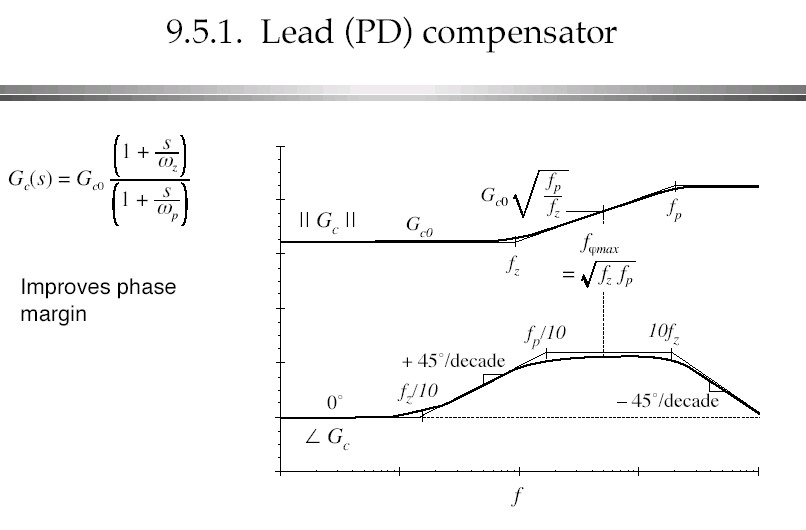 9.5.1. Lead (PD) compensator
G_c(s) = G_c0 (1 + s/ω_z) / (1 + s/ω_p)
Improves phase
margin
|| G_c ||
G_c0
G_c0 √(f_p/f_z)
f_p
f_z
f_φmax
= √(f_z f_p)
f_p/10
10f_z
+ 45°/decade
f_z/10
0°
– 45°/decade
∠ G_c
f